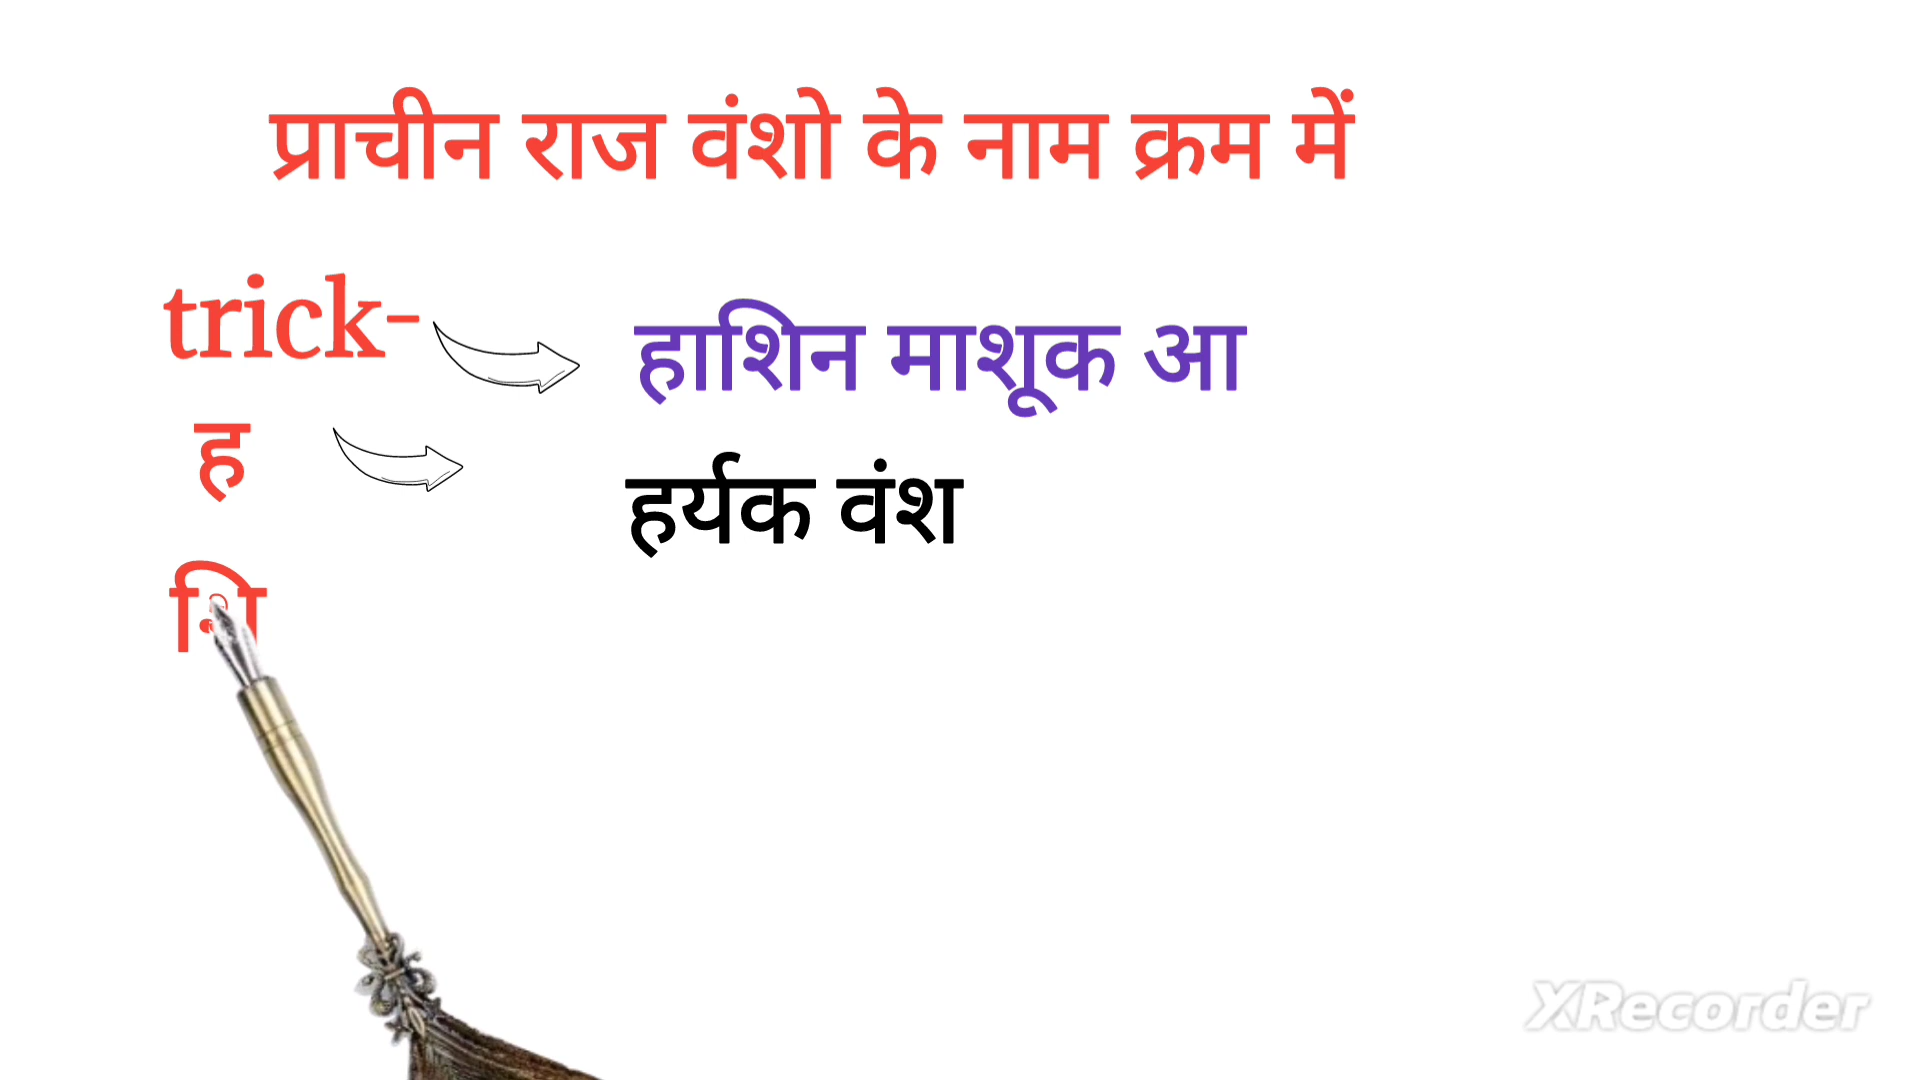 प्राचीन राज वंशो के नाम क्रम में
trick-
हाशिन माशूक आ
ह
हर्यक वंश
शि
XRecorder